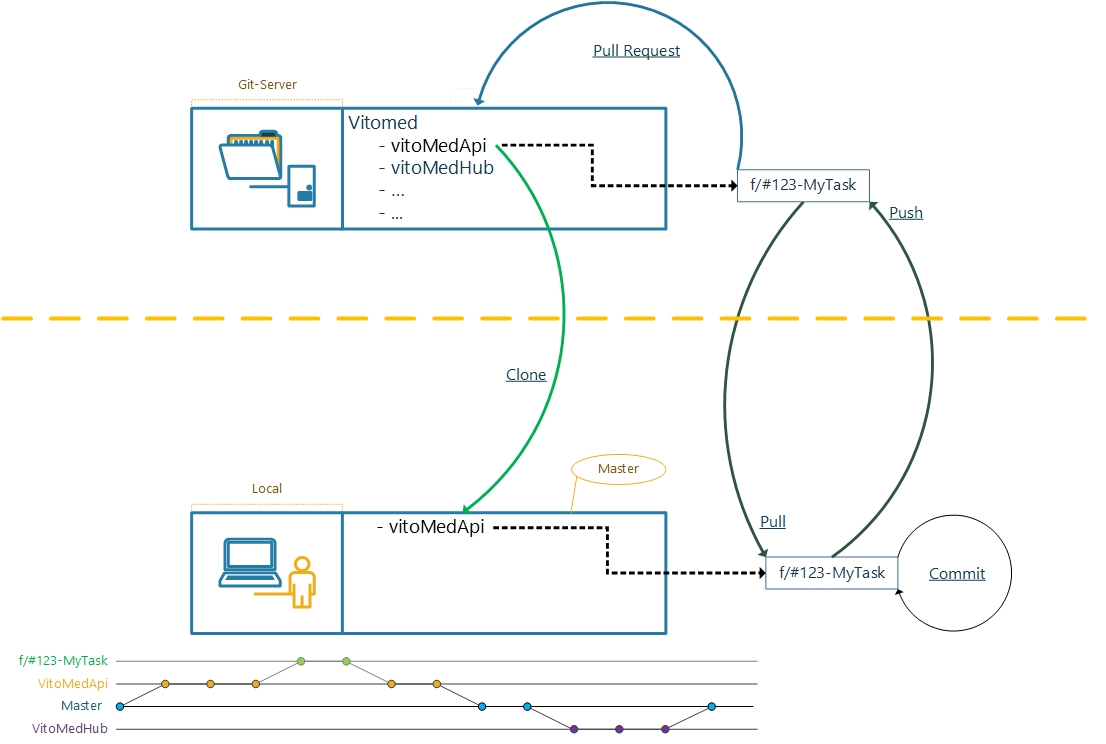 Pull Request
Git-Server
Vitomed
- vitoMedApi
- vitoMedHub
- ...
- ...
f/#123-MyTask
Push
Clone
Master
Local
- vitoMedApi
Pull
f/#123-MyTask
Commit
f/#123-MyTask
VitoMedApi
Master
VitoMedHub